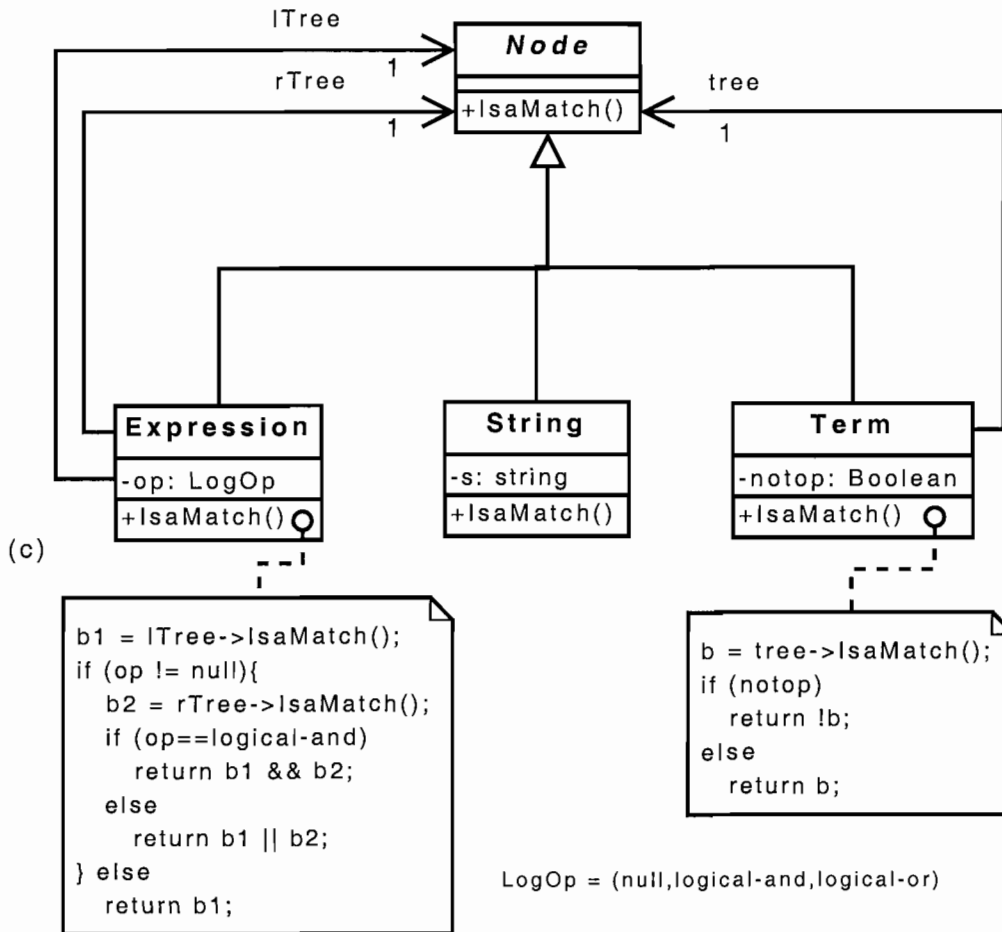 lTree
1
rTree
1
Node
+IsaMatch()
tree
1
Expression
-op: LogOp
+IsaMatch()
String
-s: string
+IsaMatch()
Term
-notop: Boolean
+IsaMatch()
(c)
b1 = lTree->IsaMatch();
if (op != null){
b2 = rTree->IsaMatch();
if (op==logical-and)
return b1 && b2;
else
return b1 || b2;
} else
return b1;
b = tree->IsaMatch();
if (notop)
return !b;
else
return b;
LogOp = (null,logical-and,logical-or)